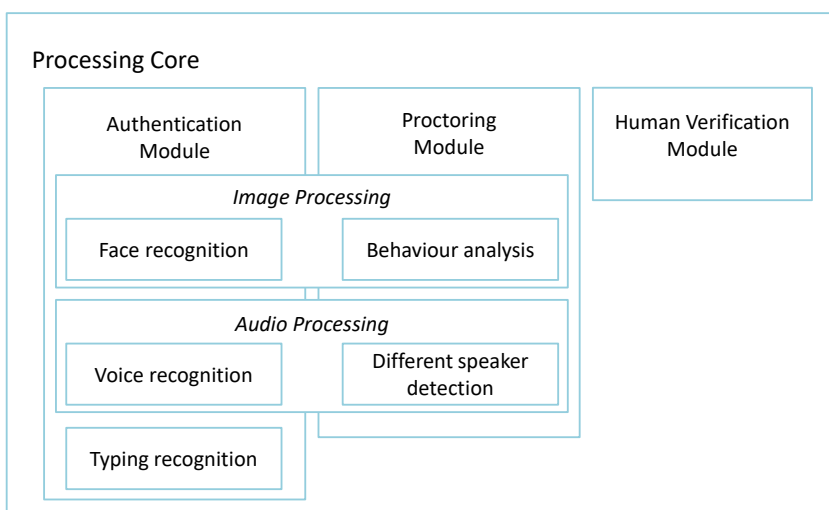 Processing Core
Authentication
Module
Proctoring
Module
Human Verification
Module
Image Processing
Face recognition
Behaviour analysis
Audio Processing
Voice recognition
Different speaker
detection
Typing recognition